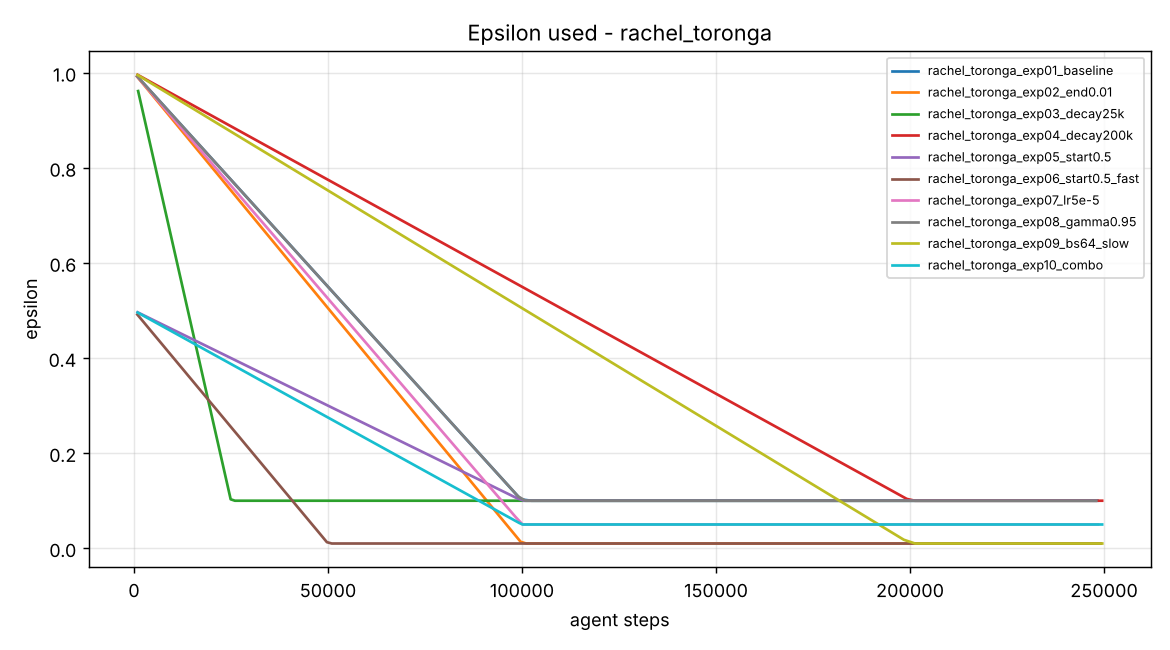 Epsilon used - rachel_toronga
epsilon
1.0
0.8
0.6
0.4
0.2
0.0
rachel_toronga_exp01_baseline
rachel_toronga_exp02_end0.01
rachel_toronga_exp03_decay25k
rachel_toronga_exp04_decay200k
rachel_toronga_exp05_start0.5
rachel_toronga_exp06_start0.5_fast
rachel_toronga_exp07_lr5e-5
rachel_toronga_exp08_gamma0.95
rachel_toronga_exp09_bs64_slow
rachel_toronga_exp10_combo
0 50000 100000 150000 200000 250000
agent steps